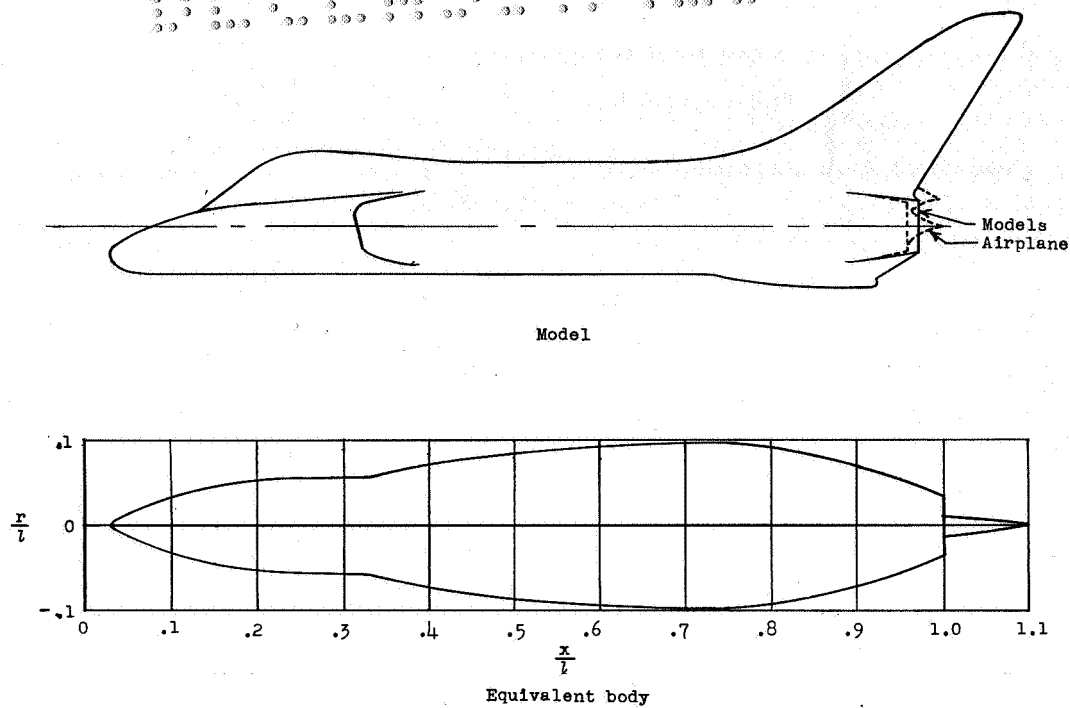 Models
Airplane
Model
.1
r/l
0
-.1
0 .1 .2 .3 .4 .5 .6 .7 .8 .9 1.0 1.1
x/l
Equivalent body